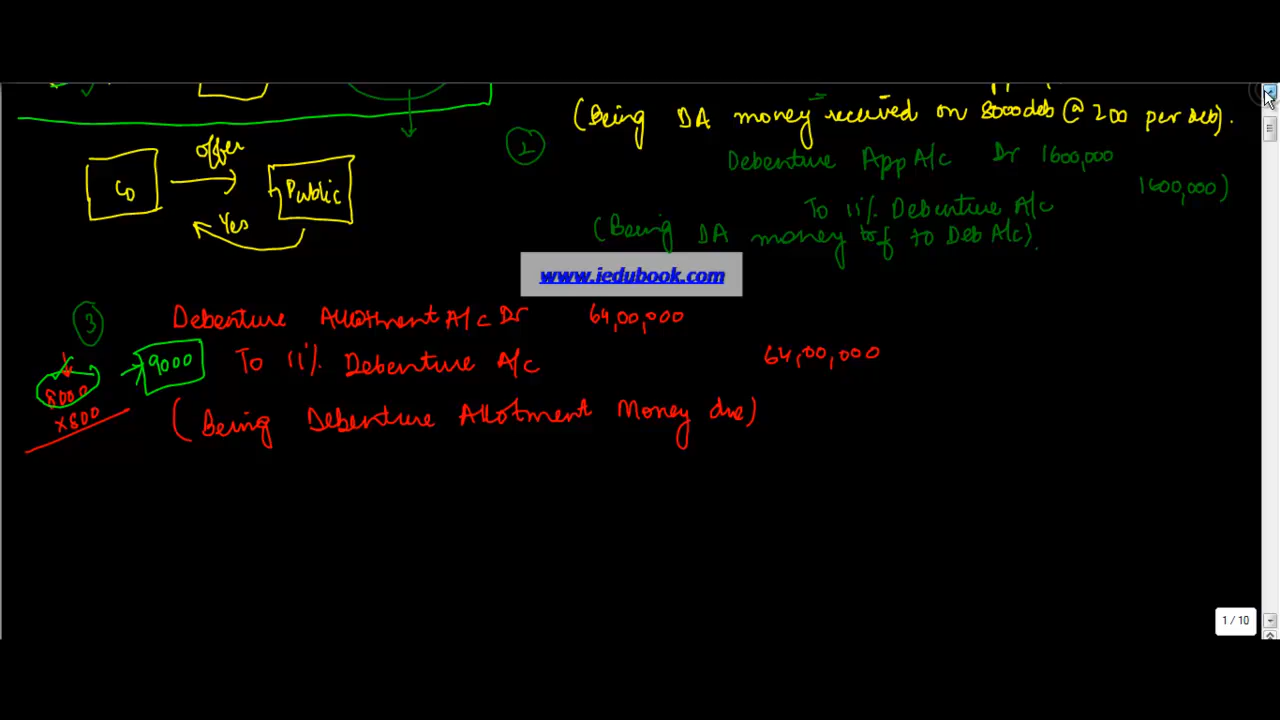 (Being DA money received on 8000 deb @ 200 per deb).
offer
Co
Public
Yes
2
Debenture App A/c Dr 1600,000
1600,000)
To 11% Debenture A/c
(Being DA money trf to Deb A/c).
www.iedubook.com
3
Debenture Allotment A/c Dr 64,00,000
9000 To 11% Debenture A/c 64,00,000
8000
x800
(Being Debenture Allotment Money due)
1 / 10